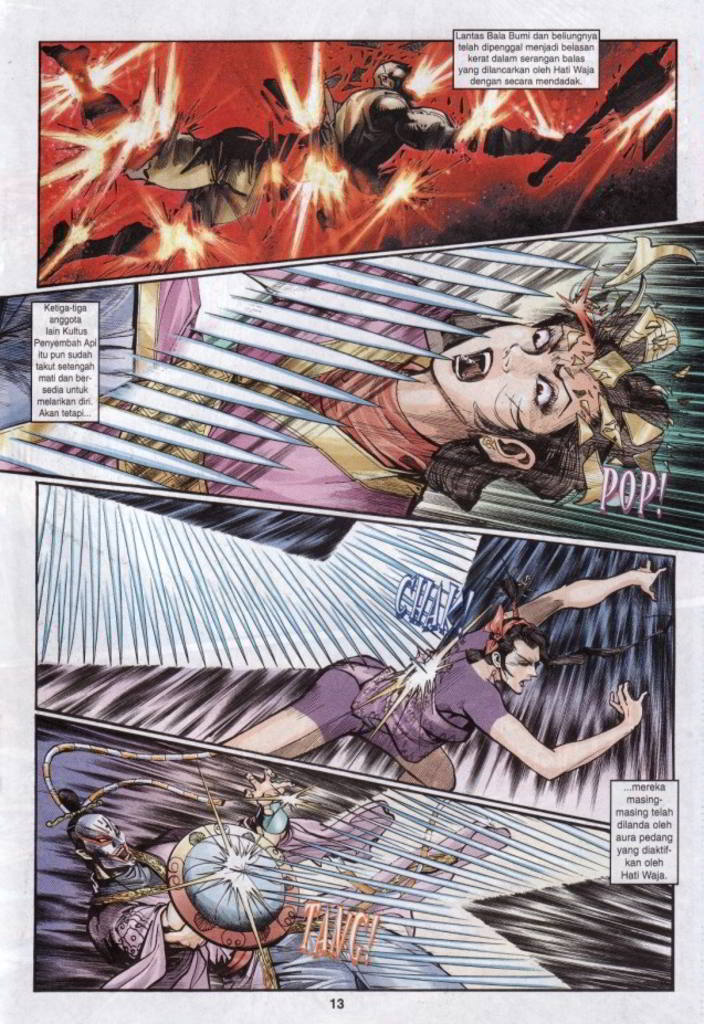 Lantas Bala Bumi dan beliungnya
telah dipenggal menjadi belasan
kerat dalam serangan balas
yang dilancarkan oleh Hati Waja
dengan secara mendadak.
Ketiga-tiga
anggota
lain Kultus
Penyembah Api
itu pun sudah
takut setengah
mati dan ber-
sedia untuk
melarikan diri.
Akan tetapi...
POP!
CHAK!
...mereka
masing-
masing telah
dilanda oleh
aura pedang
yang diaktif-
kan oleh
Hati Waja.
TANG!
13